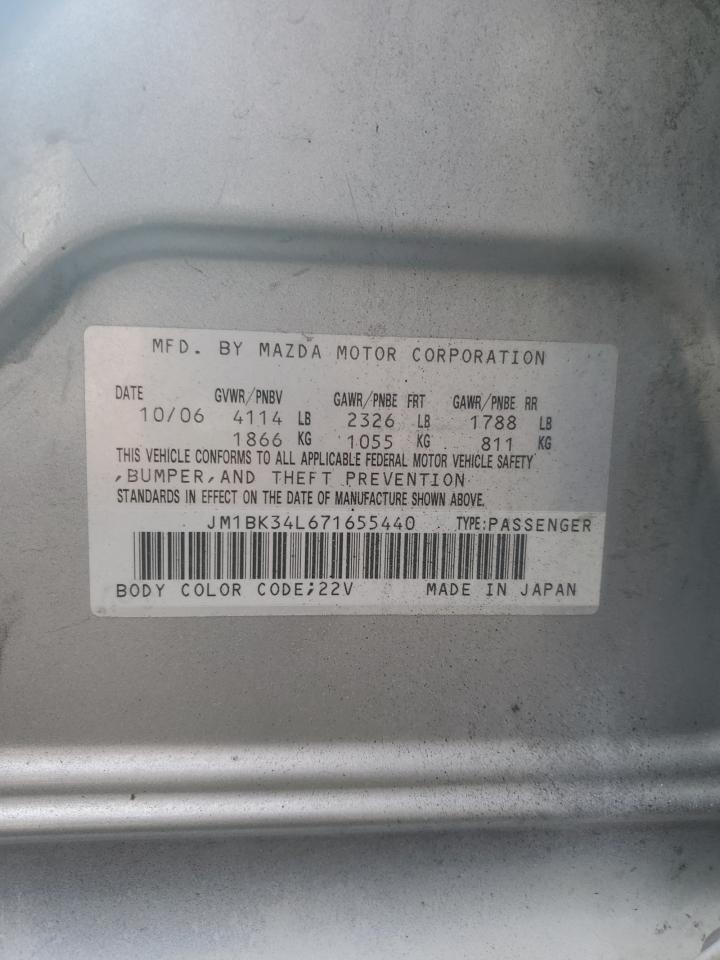 MFD. BY MAZDA MOTOR CORPORATION
DATE GVWR/PNBV GAWR/PNBE FRT GAWR/PNBE RR
10/06 4114 LB 2326 LB 1788 LB
1866 KG 1055 KG 811 KG
THIS VEHICLE CONFORMS TO ALL APPLICABLE FEDERAL MOTOR VEHICLE SAFETY
,BUMPER,AND THEFT PREVENTION
STANDARDS IN EFFECT ON THE DATE OF MANUFACTURE SHOWN ABOVE.
JM1BK34L671655440 TYPE:PASSENGER
BODY COLOR CODE;22V MADE IN JAPAN